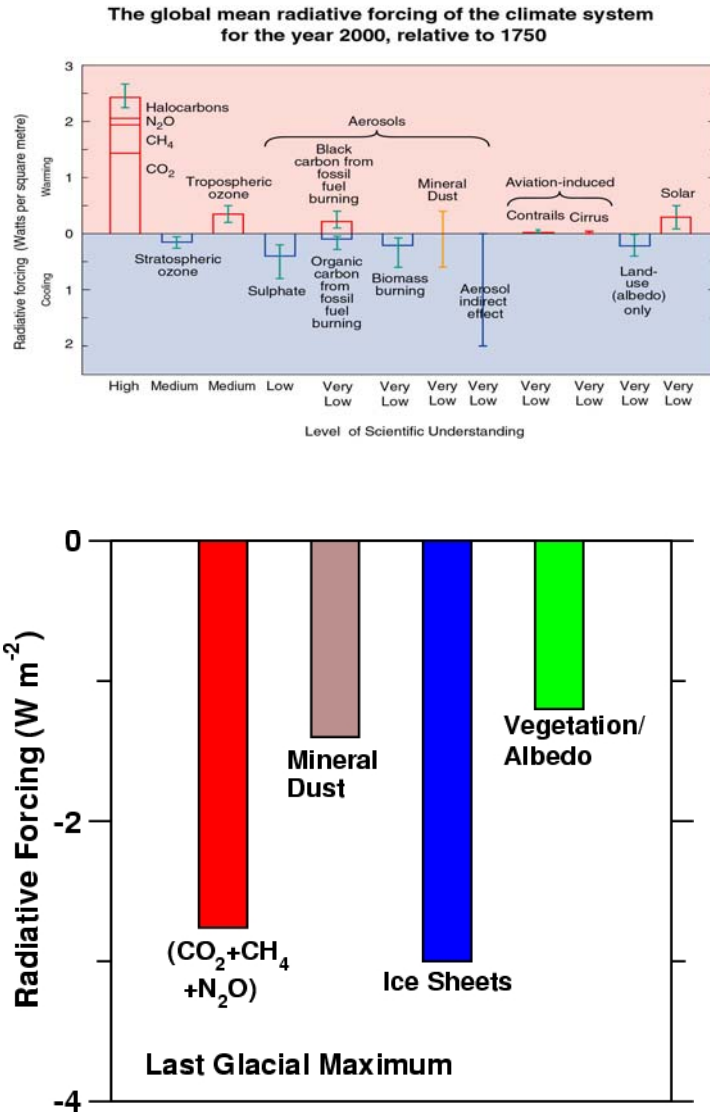 The global mean radiative forcing of the climate system
for the year 2000, relative to 1750
Radiative forcing (Watts per square metre)
Cooling
Warming
3
2
1
0
1
2
Halocarbons
N₂O
CH₄
CO₂
Stratospheric
ozone
Tropospheric
ozone
Aerosols
Sulphate
Black
carbon from
fossil
fuel
burning
Organic
carbon
from
fossil
fuel
burning
Biomass
burning
Mineral
Dust
Aerosol
indirect
effect
Aviation-induced
Contrails
Cirrus
Land-
use
(albedo)
only
Solar
High
Medium
Medium
Low
Very
Low
Very
Low
Very
Low
Very
Low
Very
Low
Very
Low
Very
Low
Very
Low
Level of Scientific Understanding
Radiative Forcing (W m⁻²)
0
-2
-4
(CO₂+CH₄
+N₂O)
Mineral
Dust
Ice Sheets
Vegetation/
Albedo
Last Glacial Maximum